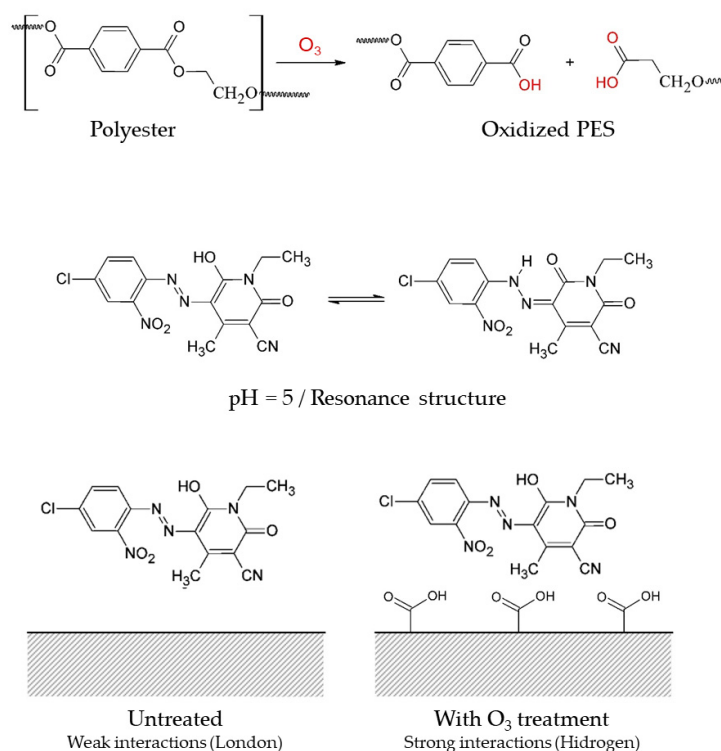 O O O₃ O O
O O OH + HO
O CH₂O O CH₂O
Polyester Oxidized PES
HO N CH₃ H O N CH₃
Cl N N O Cl N N O
NO₂ H₃C CN NO₂ H₃C CN
pH = 5 / Resonance structure
HO N CH₃ HO N CH₃
Cl N N O Cl N N O
NO₂ H₃C CN NO₂ H₃C CN
O OH O OH O OH
Untreated With O₃ treatment
Weak interactions (London) Strong interactions (Hidrogen)